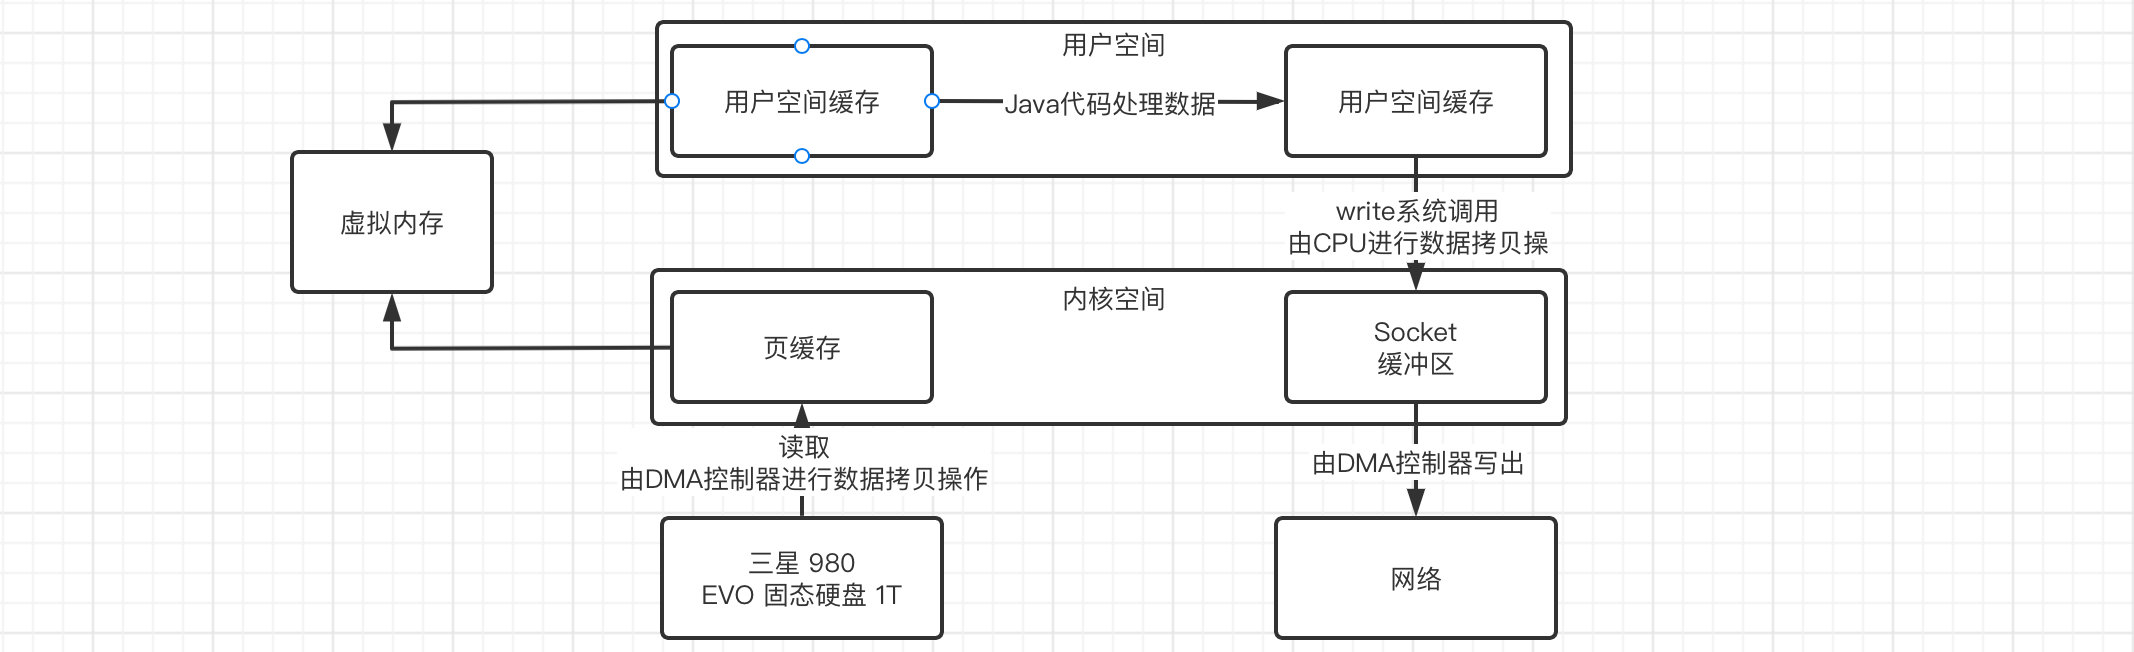 用户空间
用户空间缓存
Java代码处理数据
用户空间缓存
虚拟内存
write系统调用
由CPU进行数据拷贝操
内核空间
页缓存
Socket
缓冲区
读取
由DMA控制器进行数据拷贝操作
由DMA控制器写出
三星 980
EVO 固态硬盘 1T
网络